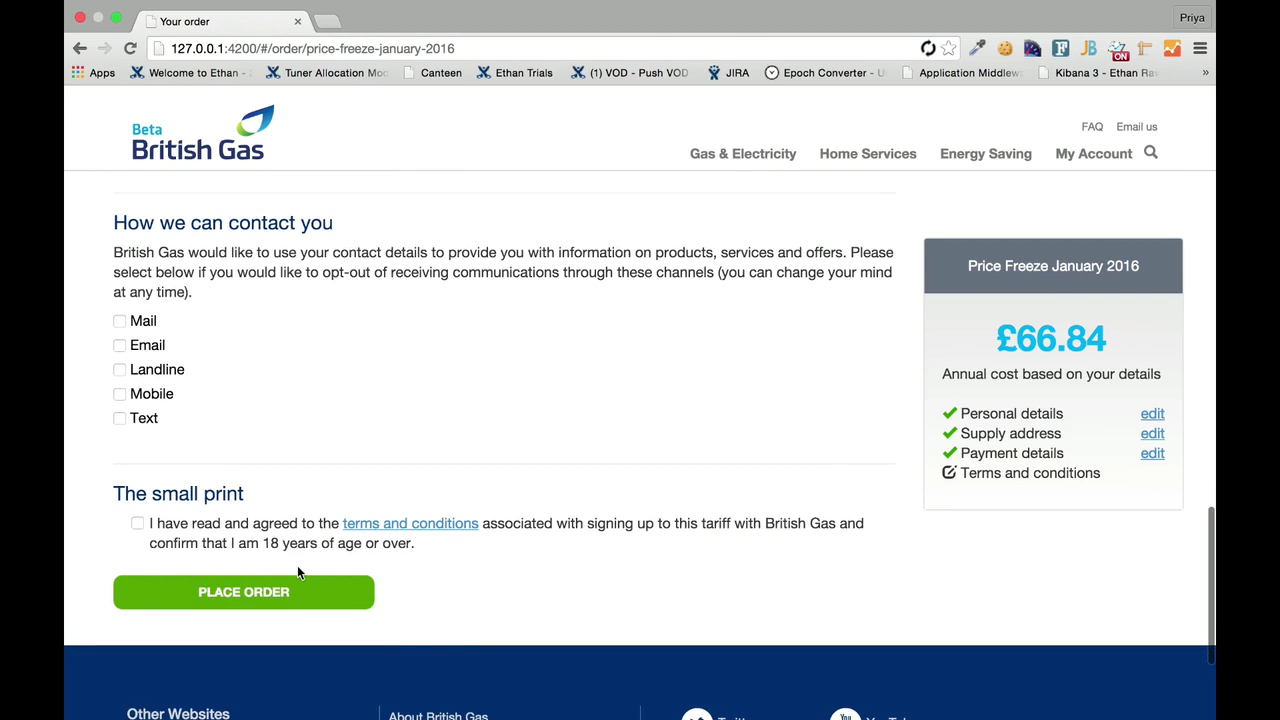 Your order
Priya
127.0.0.1:4200/#/order/price-freeze-january-2016
Apps
Welcome to Ethan -
Tuner Allocation Moc
Canteen
Ethan Trials
(1) VOD - Push VOD
JIRA
Epoch Converter - U
Application Middlew
Kibana 3 - Ethan Ra
»
ON
Beta
British Gas
FAQ Email us
Gas & Electricity Home Services Energy Saving My Account
How we can contact you
British Gas would like to use your contact details to provide you with information on products, services and offers. Please
select below if you would like to opt-out of receiving communications through these channels (you can change your mind
at any time).
Mail
Email
Landline
Mobile
Text
Price Freeze January 2016
£66.84
Annual cost based on your details
Personal details edit
Supply address edit
Payment details edit
Terms and conditions
The small print
I have read and agreed to the terms and conditions associated with signing up to this tariff with British Gas and
confirm that I am 18 years of age or over.
PLACE ORDER
Other Websites
About British Gas